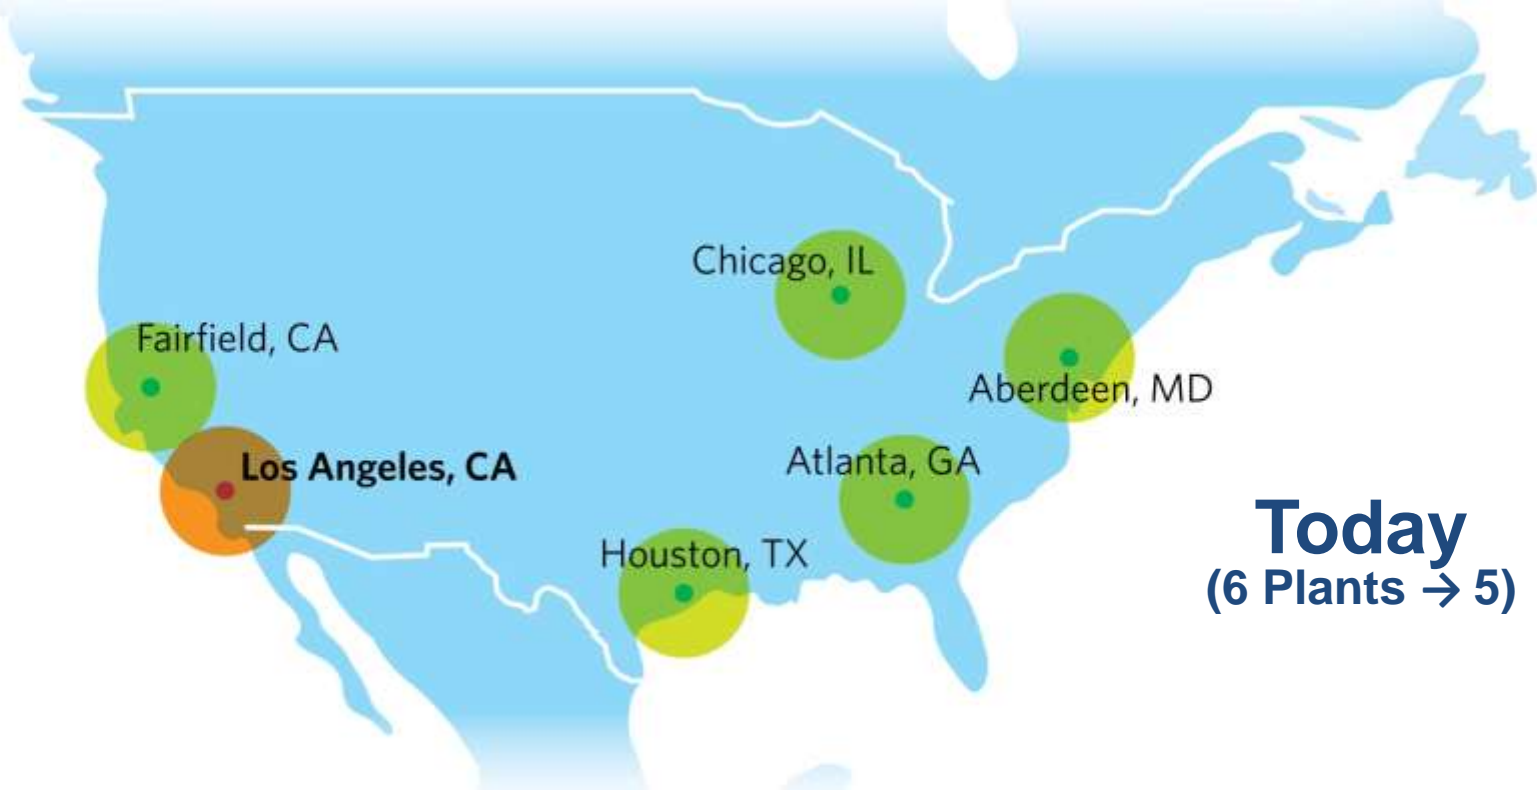 Chicago, IL
Fairfield, CA
Aberdeen, MD
Los Angeles, CA
Atlanta, GA
Houston, TX
Today
(6 Plants → 5)